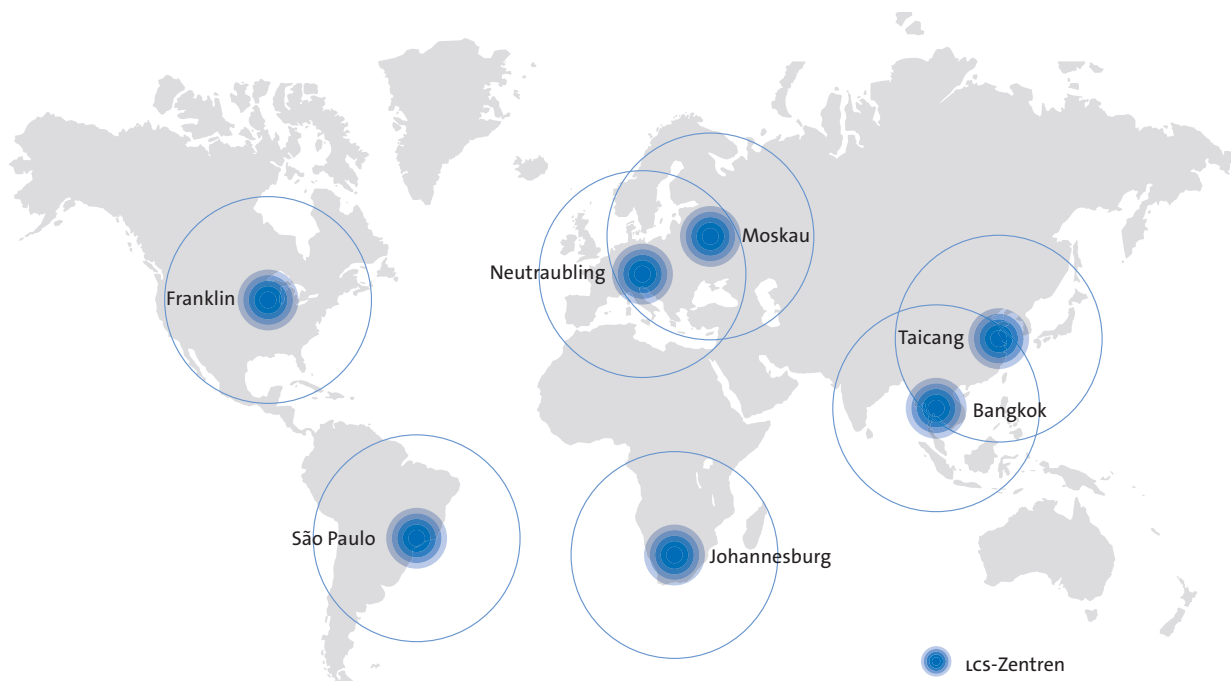 Moskau
Neutraubling
Franklin
Taicang
Bangkok
São Paulo
Johannesburg
LCS-Zentren